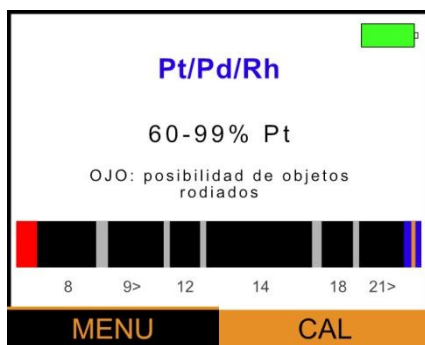 Pt/Pd/Rh
60-99% Pt
OJO: posibilidad de objetos
rodiados
8 9> 12 14 18 21>
MENU CAL